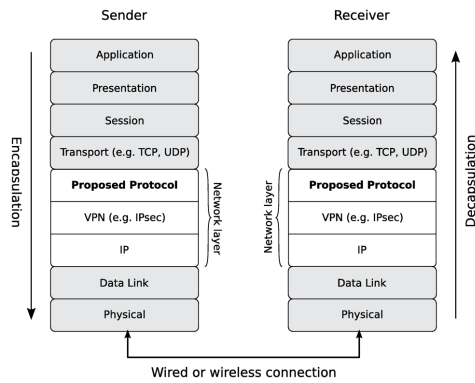 Sender
Receiver
Application
Application
Presentation
Presentation
Session
Session
Transport (e.g. TCP, UDP)
Transport (e.g. TCP, UDP)
Proposed Protocol
Proposed Protocol
VPN (e.g. IPsec)
VPN (e.g. IPsec)
IP
IP
Data Link
Data Link
Physical
Physical
Encapsulation
Network layer
Network layer
Decapsulation
Wired or wireless connection